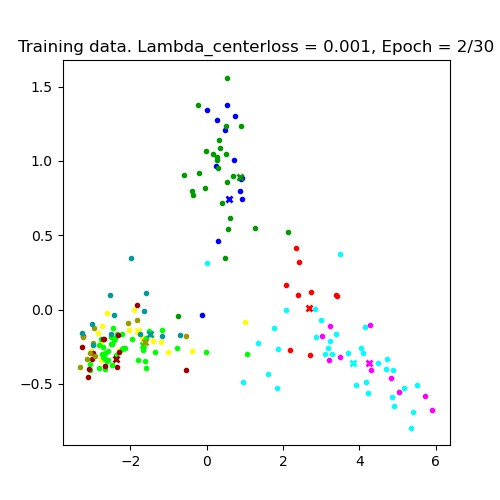 Training data. Lambda_centerloss = 0.001, Epoch = 2/30
1.5
1.0
0.5
0.0
−0.5
−2 0 2 4 6